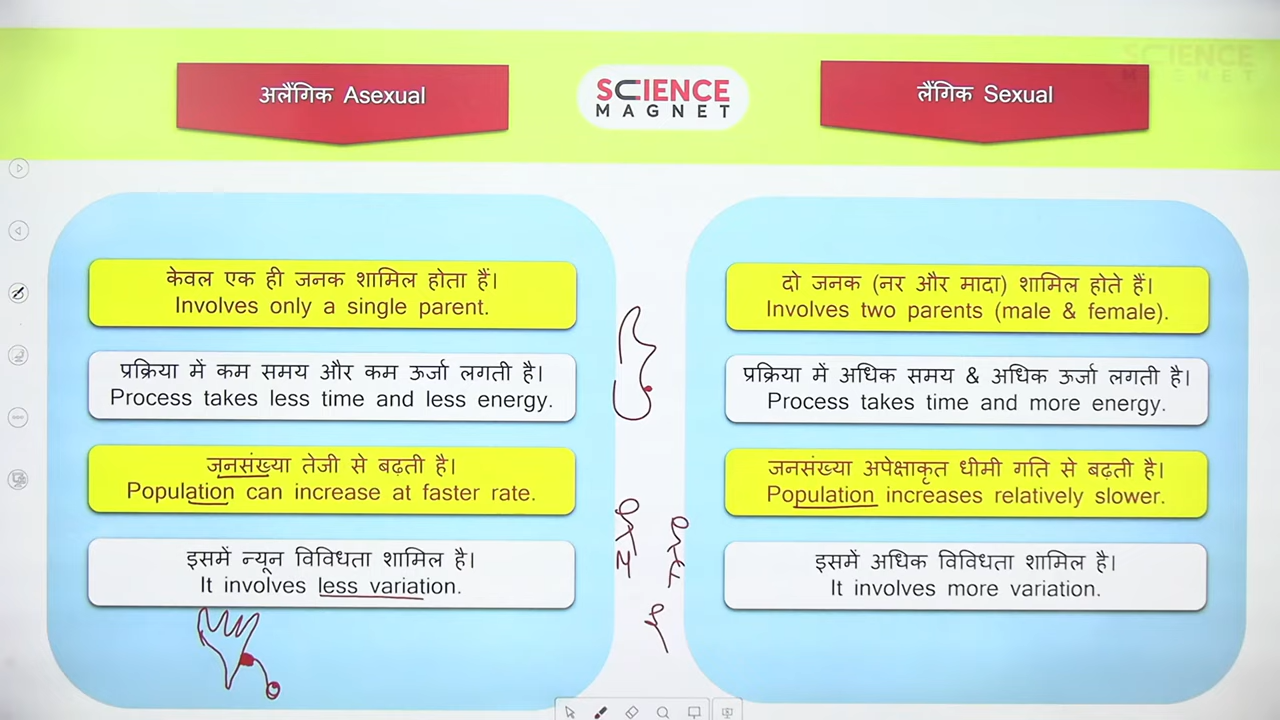 अलैंगिक Asexual
SCIENCE
MAGNET
लैंगिक Sexual
SCIENCE
MAGNET
केवल एक ही जनक शामिल होता हैं।
Involves only a single parent.
प्रक्रिया में कम समय और कम ऊर्जा लगती है।
Process takes less time and less energy.
जनसंख्या तेजी से बढ़ती है।
Population can increase at faster rate.
इसमें न्यून विविधता शामिल है।
It involves less variation.
दो जनक (नर और मादा) शामिल होते हैं।
Involves two parents (male & female).
प्रक्रिया में अधिक समय & अधिक ऊर्जा लगती है।
Process takes time and more energy.
जनसंख्या अपेक्षाकृत धीमी गति से बढ़ती है।
Population increases relatively slower.
इसमें अधिक विविधता शामिल है।
It involves more variation.